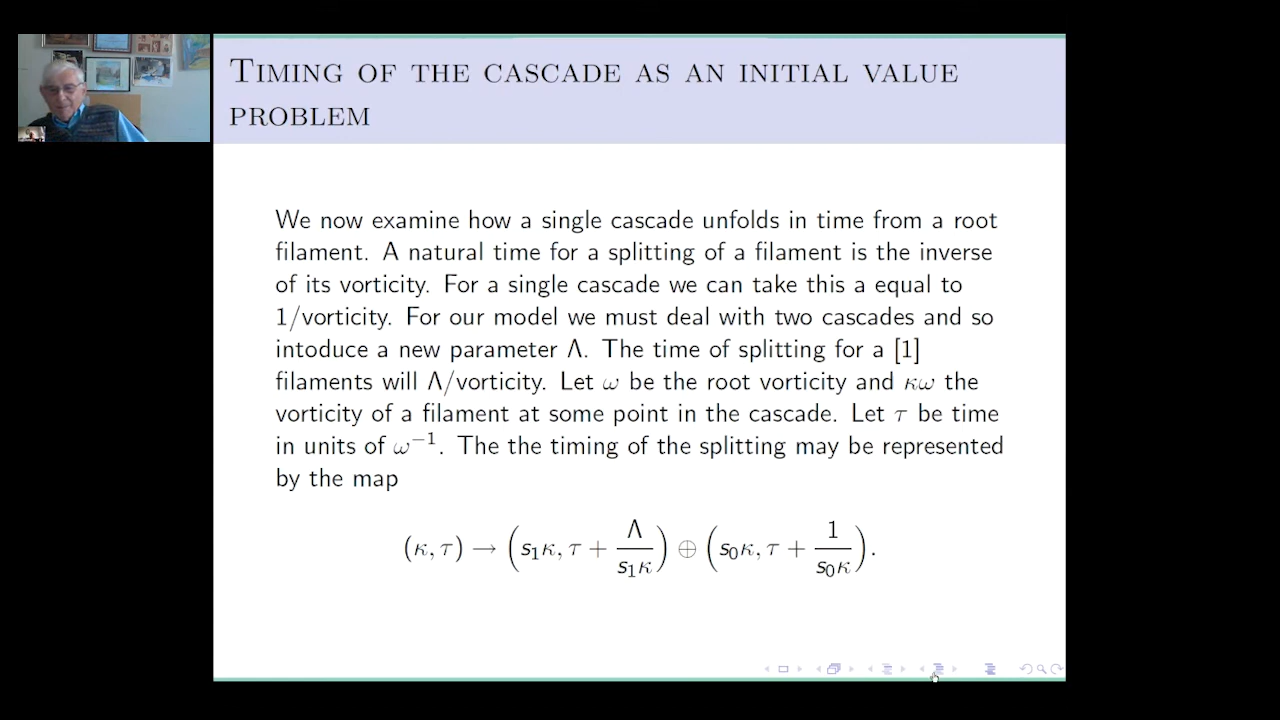 TIMING OF THE CASCADE AS AN INITIAL VALUE
PROBLEM
We now examine how a single cascade unfolds in time from a root
filament. A natural time for a splitting of a filament is the inverse
of its vorticity. For a single cascade we can take this a equal to
1/vorticity. For our model we must deal with two cascades and so
intoduce a new parameter Λ. The time of splitting for a [1]
filaments will Λ/vorticity. Let ω be the root vorticity and κω the
vorticity of a filament at some point in the cascade. Let τ be time
in units of ω⁻¹. The the timing of the splitting may be represented
by the map
(κ, τ) → (s₁κ, τ + Λ/(s₁κ)) ⊕ (s₀κ, τ + 1/(s₀κ)).